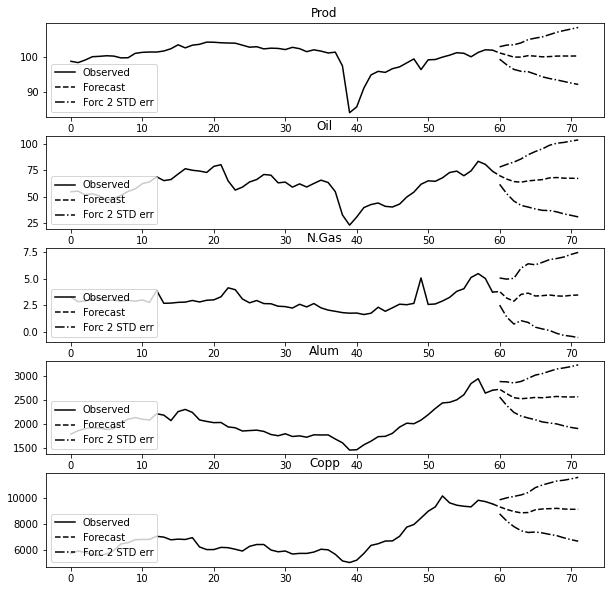 Prod
100
90
Observed
Forecast
Forc 2 STD err
0 10 20 30 40 50 60 70
Oil
100
75
50
25
Observed
Forecast
Forc 2 STD err
0 10 20 30 40 50 60 70
N.Gas
7.5
5.0
2.5
0.0
Observed
Forecast
Forc 2 STD err
0 10 20 30 40 50 60 70
Alum
3000
2500
2000
1500
Observed
Forecast
Forc 2 STD err
0 10 20 30 40 50 60 70
Copp
10000
8000
6000
Observed
Forecast
Forc 2 STD err
0 10 20 30 40 50 60 70